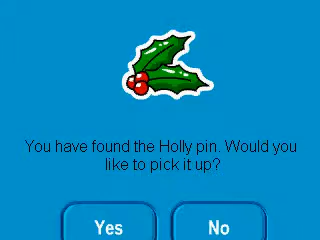 You have found the Holly pin. Would you
like to pick it up?
Yes No